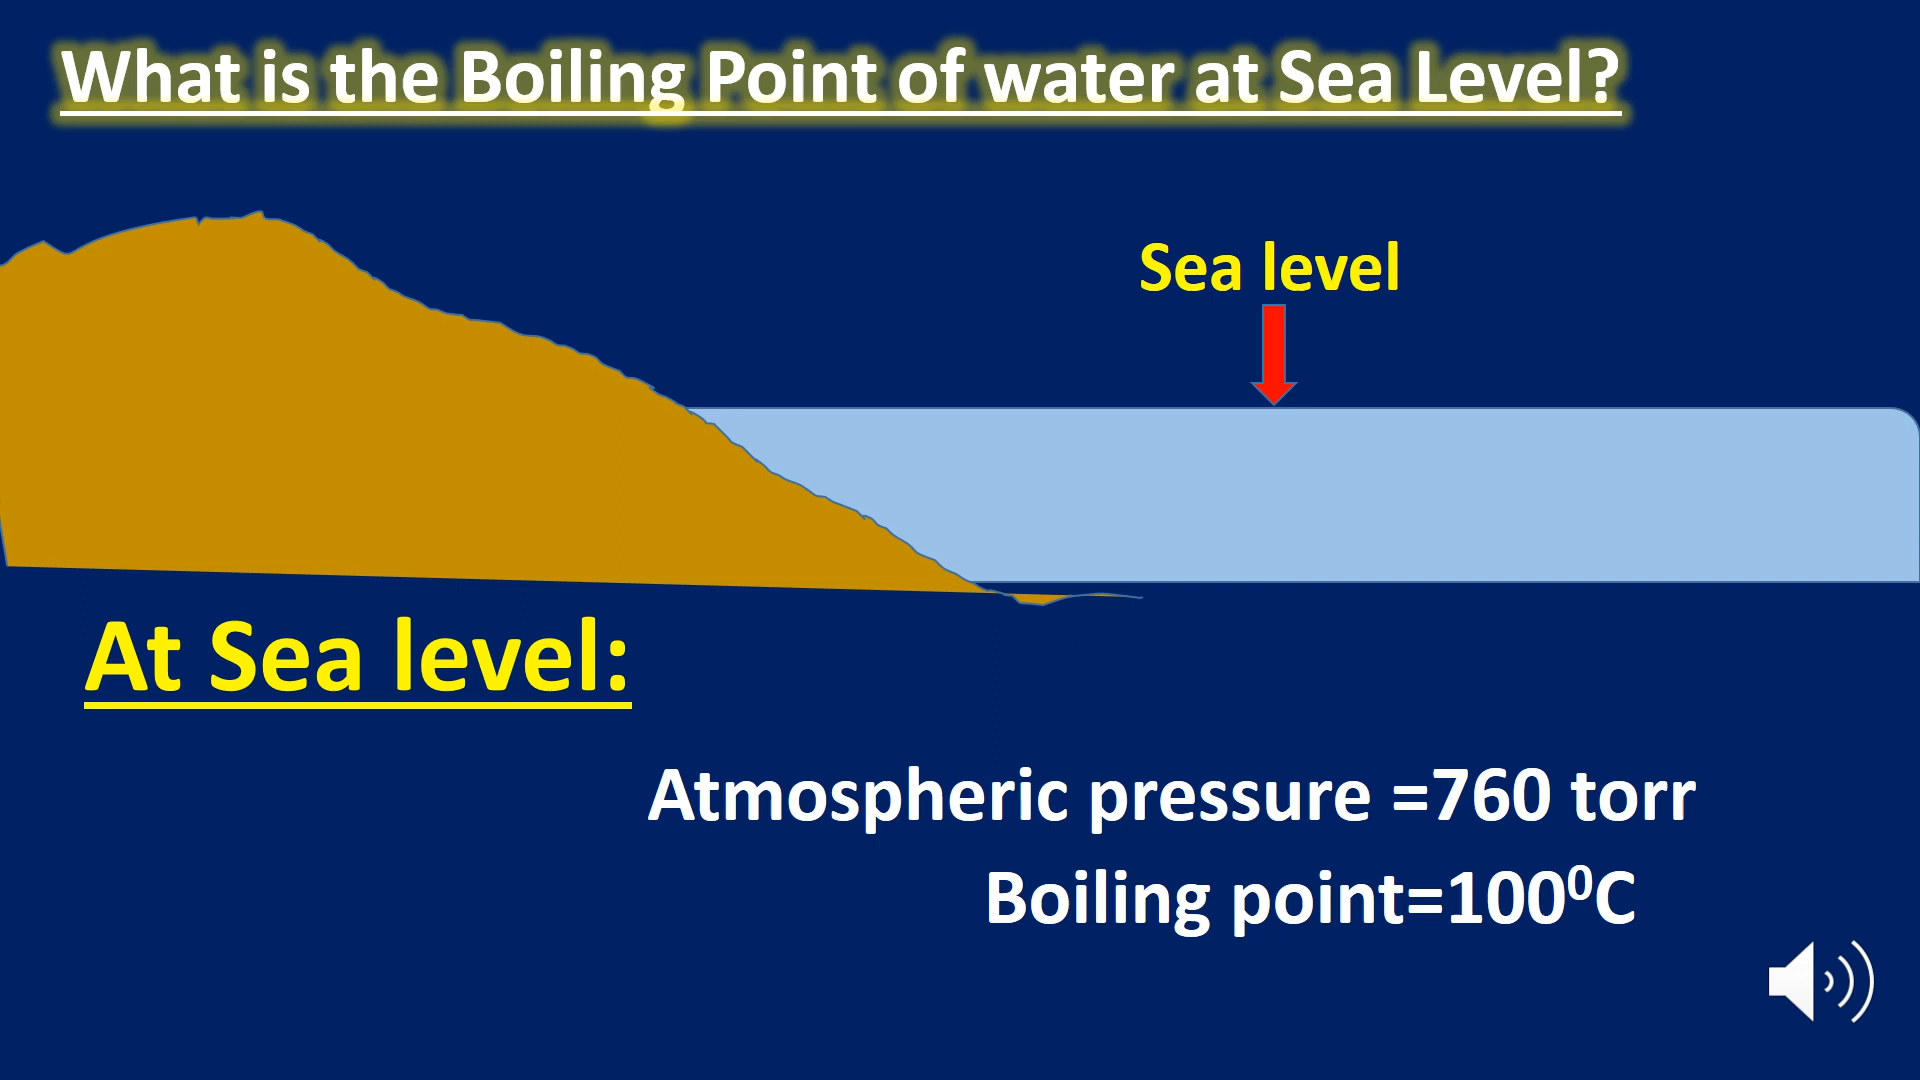 What is the Boiling Point of water at Sea Level?
Sea level
At Sea level:
Atmospheric pressure =760 torr
Boiling point=100⁰C